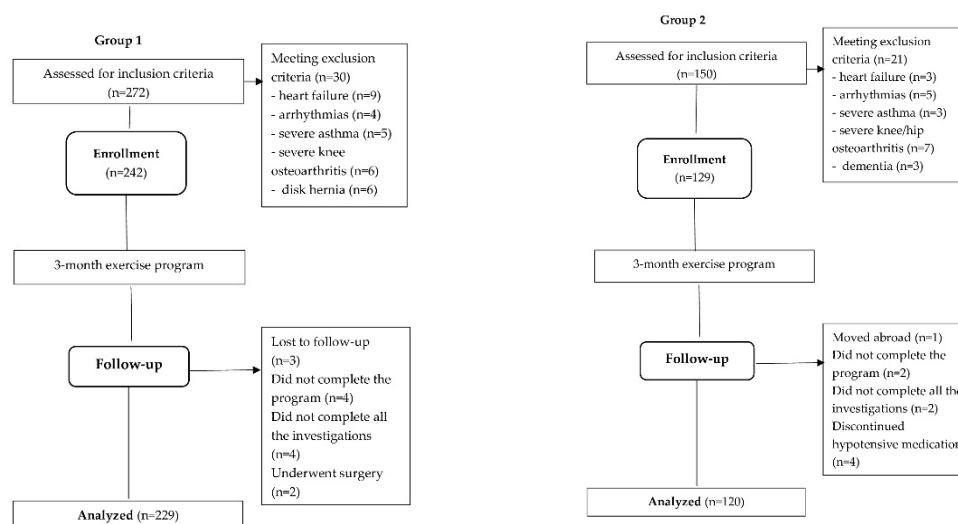 Group 1
Assessed for inclusion criteria
(n=272)
Meeting exclusion
criteria (n=30)
- heart failure (n=9)
- arrhythmias (n=4)
- severe asthma (n=5)
- severe knee
osteoarthritis (n=6)
- disk hernia (n=6)
Enrollment
(n=242)
3-month exercise program
Follow-up
Lost to follow-up
(n=3)
Did not complete the
program (n=4)
Did not complete all
the investigations
(n=4)
Underwent surgery
(n=2)
Analyzed (n=229)
Group 2
Assessed for inclusion criteria
(n=150)
Meeting exclusion
criteria (n=21)
- heart failure (n=3)
- arrhythmias (n=5)
- severe asthma (n=3)
- severe knee/hip
osteoarthritis (n=7)
- dementia (n=3)
Enrollment
(n=129)
3-month exercise program
Follow-up
Moved abroad (n=1)
Did not complete the
program (n=2)
Did not complete all the
investigations (n=2)
Discontinued
hypotensive medication
(n=4)
Analyzed (n=120)